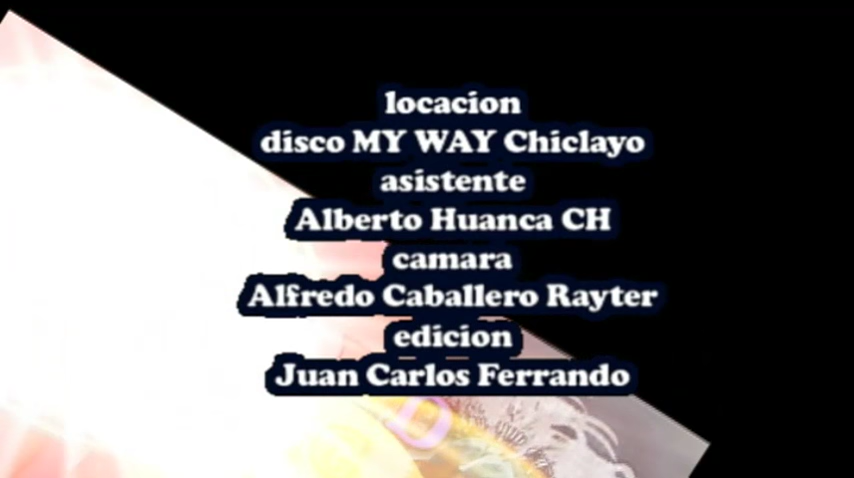 locacion
disco MY WAY Chiclayo
asistente
Alberto Huanca CH
camara
Alfredo Caballero Rayter
edicion
Juan Carlos Ferrando